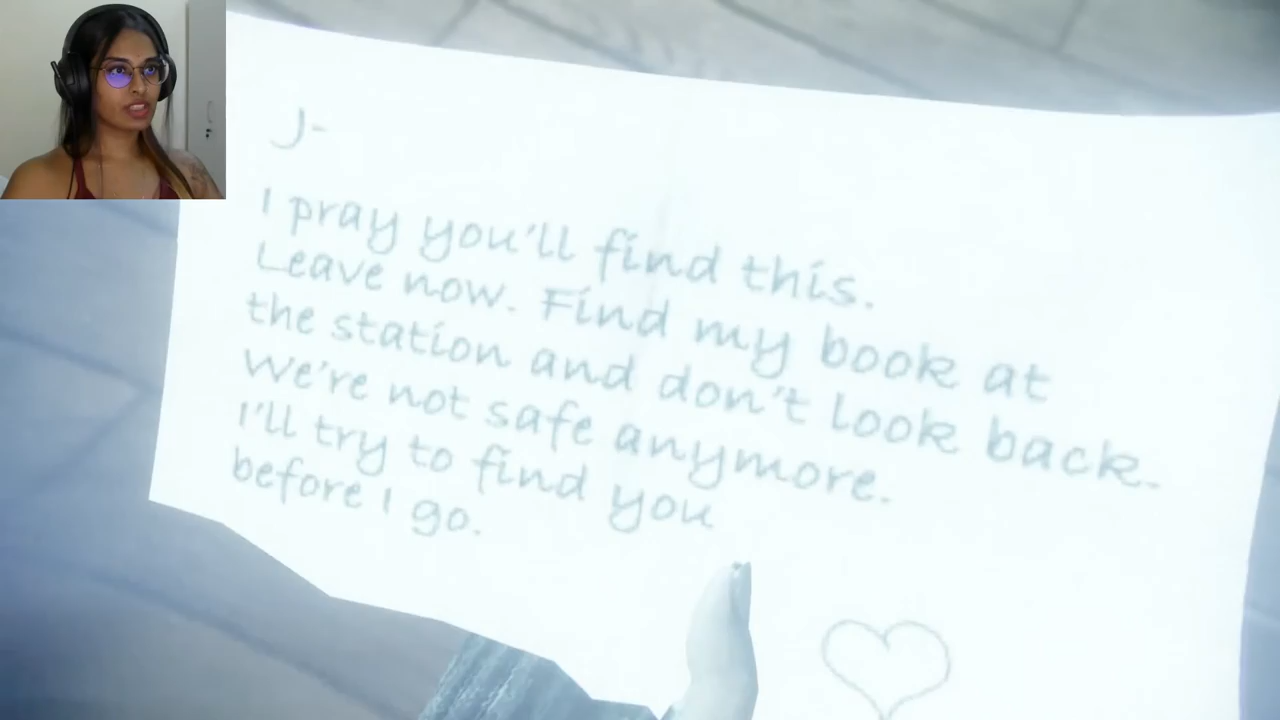 J-
I pray you'll find this.
Leave now. Find my book at
the station and don't look back.
We're not safe anymore.
I'll try to find you
before I go.